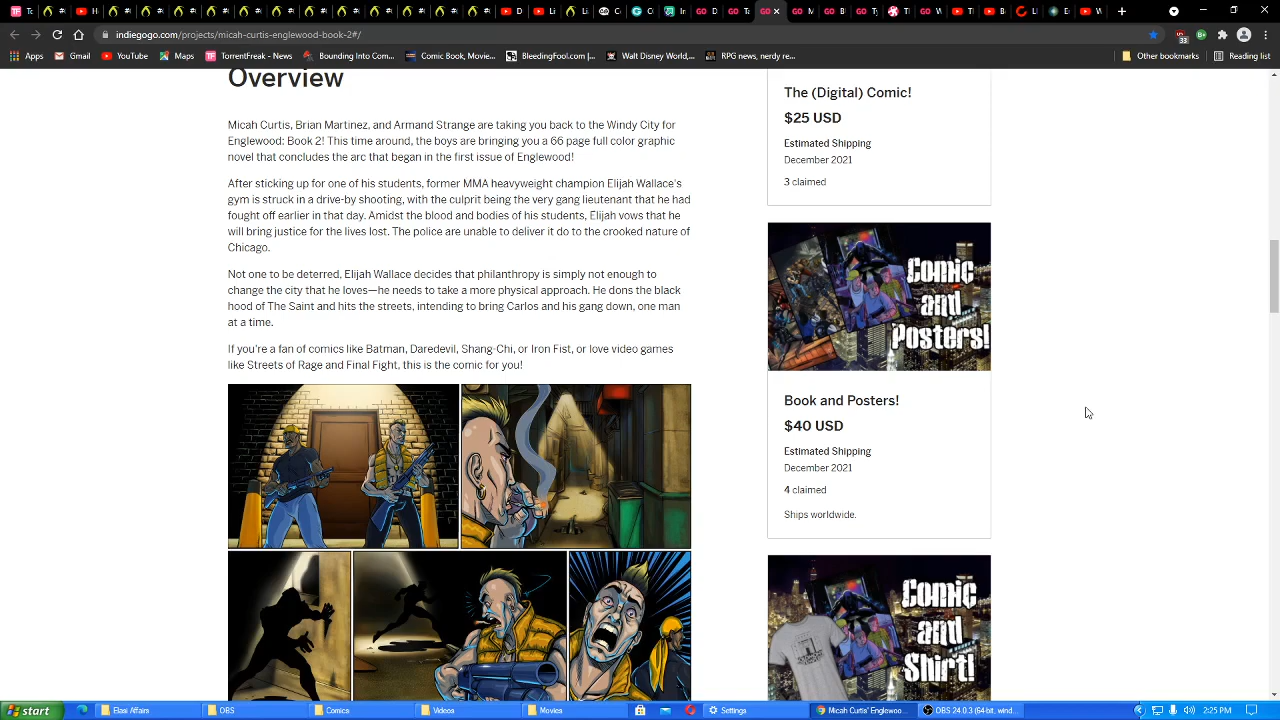 indiegogo.com/projects/micah-curtis-englewood-book-2#/
Apps
Gmail
YouTube
Maps
TorrentFreak
Bounding Into Com...
Comic Book, Movie...
BleedingFool.com |...
Walt Disney World,...
RPG news, nerdy re...
Other bookmarks
Reading list
Overview
Micah Curtis, Brian Martinez, and Armand Strange are taking you back to the Windy City for
Englewood: Book 2! This time around, the boys are bringing you a 66 page full color graphic
novel that concludes the arc that began in the first issue of Englewood!
After sticking up for one of his students, former MMA heavyweight champion Elijah Wallace's
gym is struck in a drive-by shooting, with the culprit being the very gang lieutenant that he had
fought off earlier in that day. Amidst the blood and bodies of his students, Elijah vows that he
will bring justice for the lives lost. The police are unable to deliver it do to the crooked nature of
Chicago.
Not one to be deterred, Elijah Wallace decides that philanthropy is simply not enough to
change the city that he loves—he needs to take a more physical approach. He dons the black
hood of The Saint and hits the streets, intending to bring Carlos and his gang down, one man
at a time.
If you're a fan of comics like Batman, Daredevil, Shang-Chi, or Iron Fist, or love video games
like Streets of Rage and Final Fight, this is the comic for you!
The (Digital) Comic!
$25 USD
Estimated Shipping
December 2021
3 claimed
Comic
and
Posters!
Book and Posters!
$40 USD
Estimated Shipping
December 2021
4 claimed
Ships worldwide.
Comic
and
Shirt!
start
Elasi Affairs
OBS
Comics
Videos
Movies
Settings
Micah Curtis' Englewo...
OBS 24.0.3 (64-bit, wind...
2:25 PM